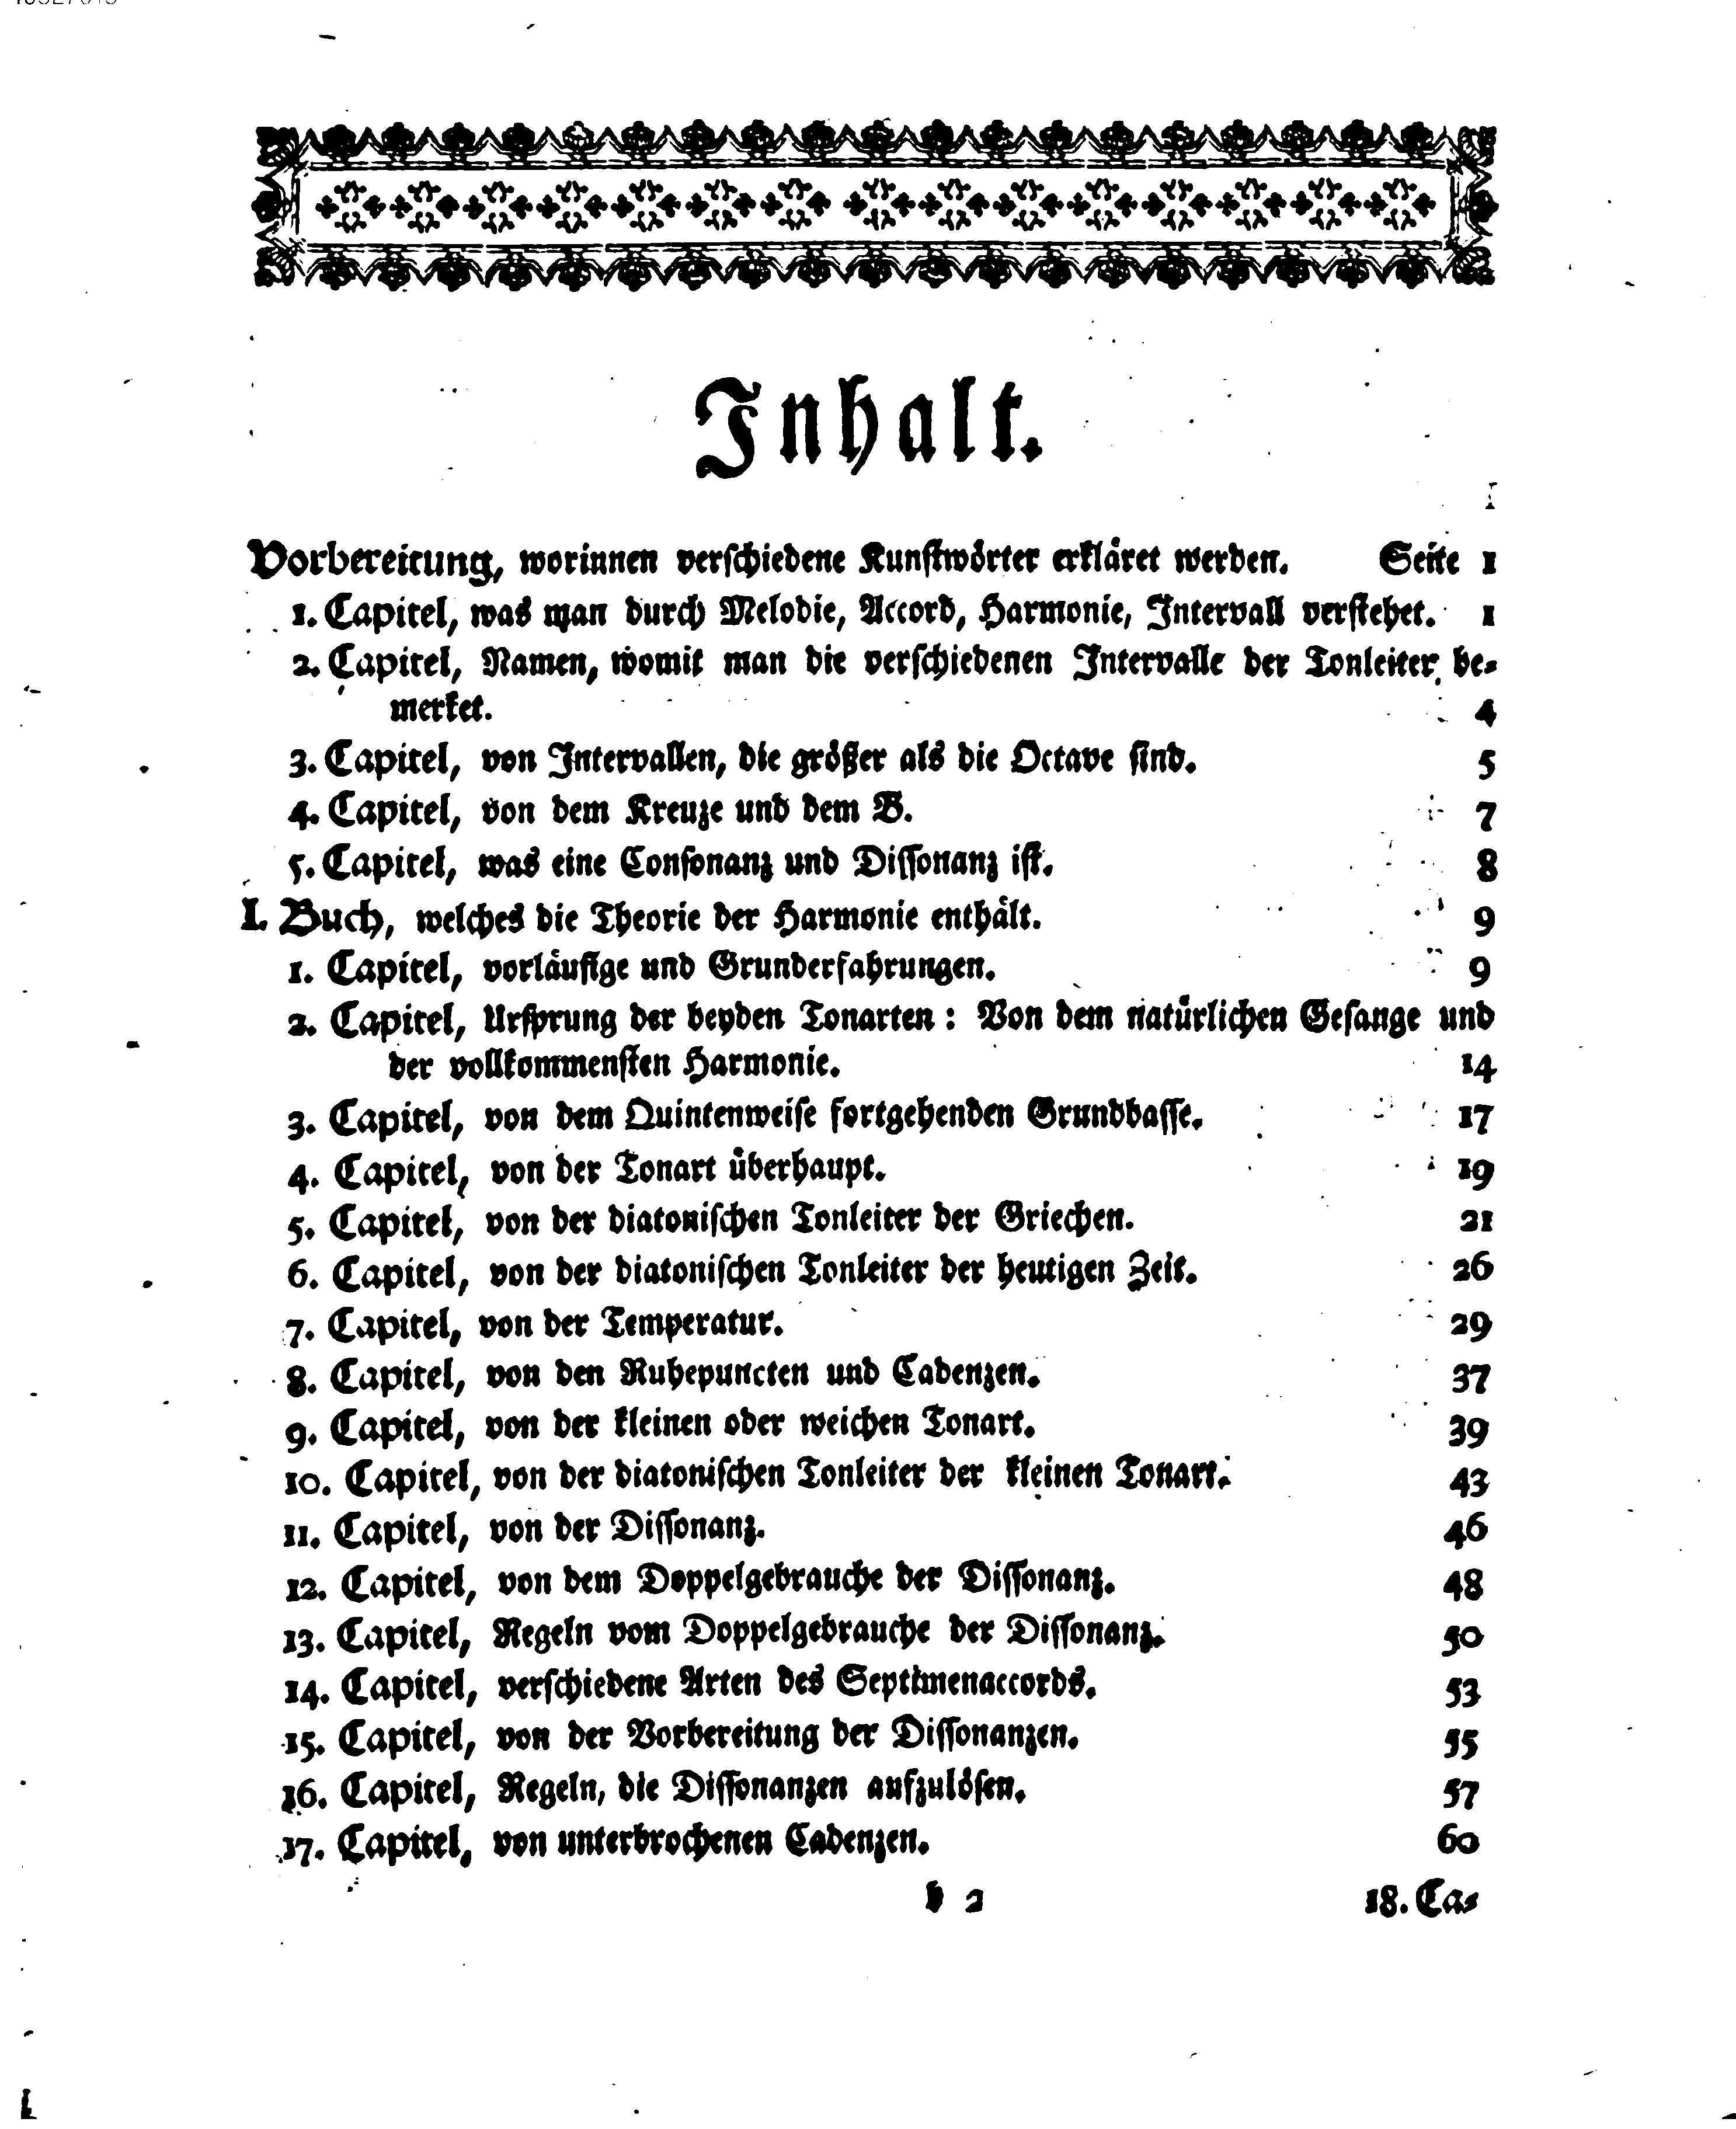 Inhalt.
Vorbereitung, worinnen verschiedene Kunstwörter erkläret werden. Seite 1
1. Capitel, was man durch Melodie, Accord, Harmonie, Intervall verstehet. 1
2. Capitel, Namen, womit man die verschiedenen Intervalle der Tonleiter be-
merket. 4
3. Capitel, von Intervallen, die größer als die Octave sind. 5
4. Capitel, von dem Kreuze und dem B. 7
5. Capitel, was eine Consonanz und Dissonanz ist. 8
I. Buch, welches die Theorie der Harmonie enthält. 9
1. Capitel, vorläufige und Grunderfahrungen. 9
2. Capitel, Ursprung der beyden Tonarten: Von dem natürlichen Gesange und
der vollkommensten Harmonie. 14
3. Capitel, von dem Quintenweise fortgehenden Grundbasse. 17
4. Capitel, von der Tonart überhaupt. 19
5. Capitel, von der diatonischen Tonleiter der Griechen. 21
6. Capitel, von der diatonischen Tonleiter der heutigen Zeit. 26
7. Capitel, von der Temperatur. 29
8. Capitel, von den Ruhepuncten und Cadenzen. 37
9. Capitel, von der kleinen oder weichen Tonart. 39
10. Capitel, von der diatonischen Tonleiter der kleinen Tonart. 43
11. Capitel, von der Dissonanz. 46
12. Capitel, von dem Doppelgebrauche der Dissonanz. 48
13. Capitel, Regeln vom Doppelgebrauche der Dissonanz. 50
14. Capitel, verschiedene Arten des Septimenaccords. 53
15. Capitel, von der Vorbereitung der Dissonanzen. 55
16. Capitel, Regeln, die Dissonanzen aufzulösen. 57
17. Capitel, von unterbrochenen Cadenzen. 60
b 2 18. Ca-